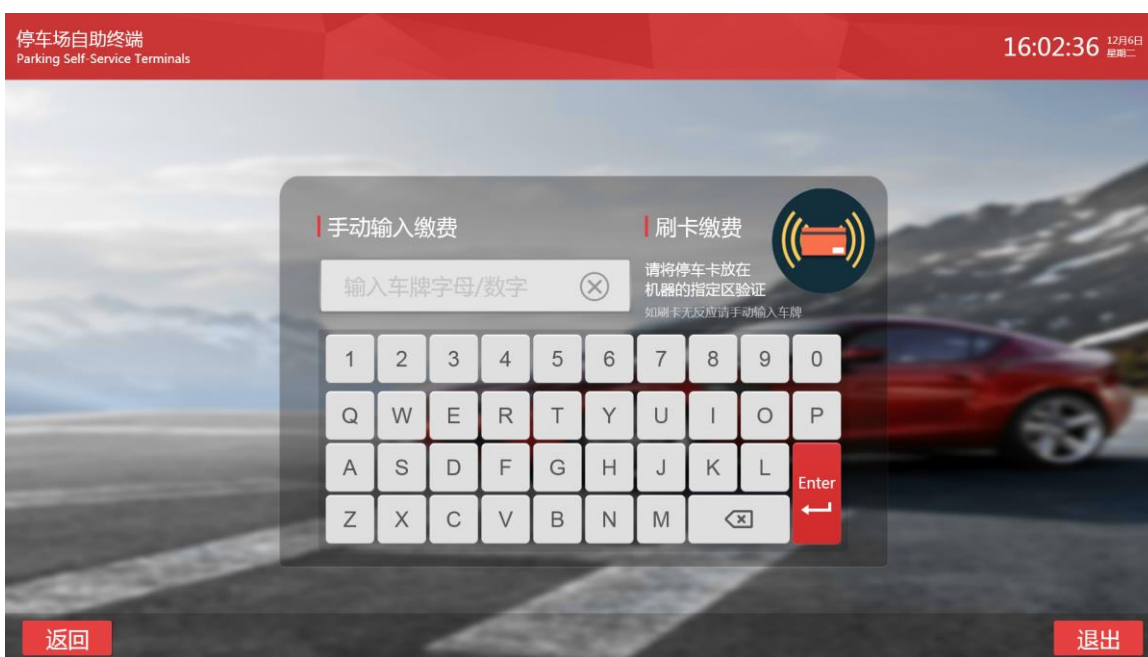 停车场自助终端
Parking Self-Service Terminals
16:02:36
12月6日
星期二
手动输入缴费
输入车牌字母/数字
刷卡缴费
请将停车卡放在
机器的指定区验证
如刷卡无反应请手动输入车牌
1 2 3 4 5 6 7 8 9 0
Q W E R T Y U I O P
A S D F G H J K L
Enter
Z X C V B N M
返回
退出